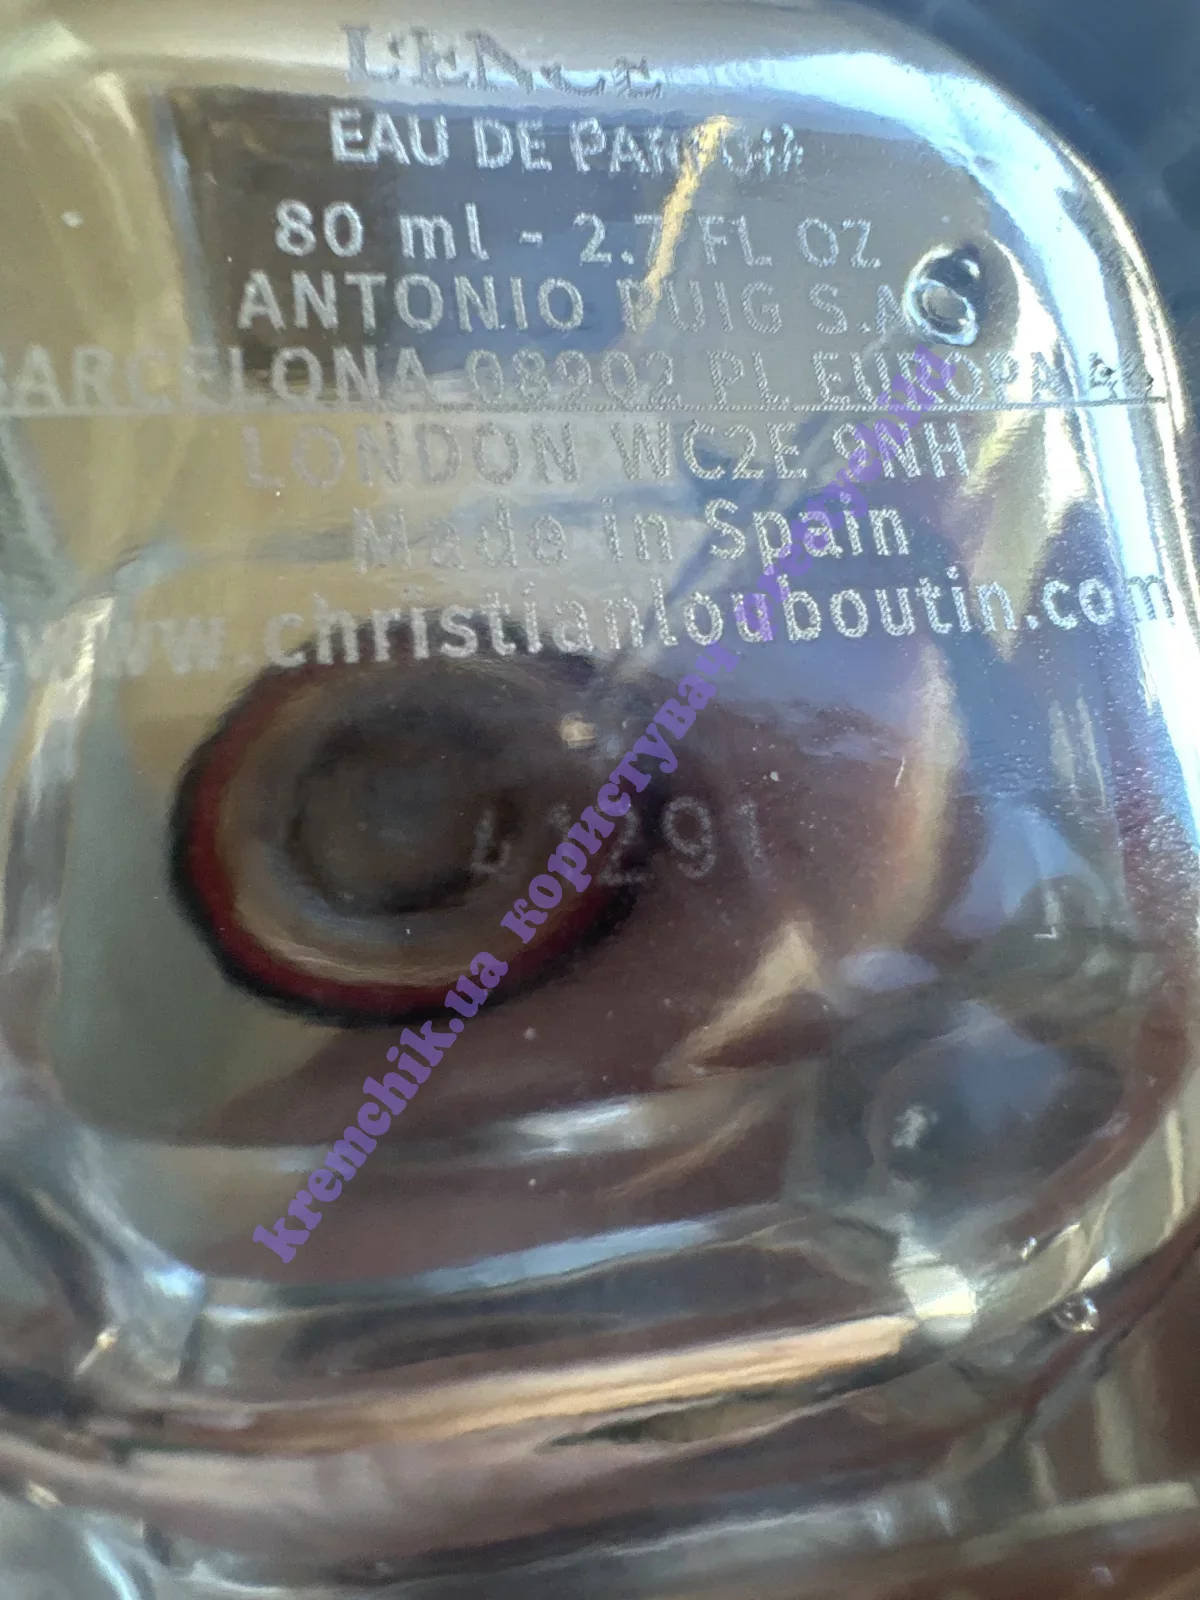 EAU DE PARFUM
80 ml - 2.7 FL OZ
ANTONIO PUIG S.A.
BARCELONA 08902 PL EUROPA
LONDON WC2E 9NH
Made in Spain
www.christianlouboutin.com
kremchik.ua користувач